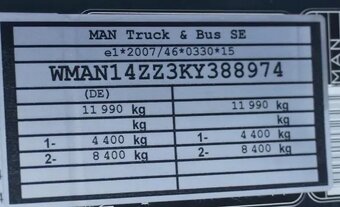 MAN Truck & Bus SE
e1*2007/46*0330*15
WMAN14ZZ3KY388974
(DE)
11 990 kg 11 990 kg
kg kg
1- 4 400 kg 1- 4 400 kg
2- 8 400 kg 2- 8 400 kg
MAN